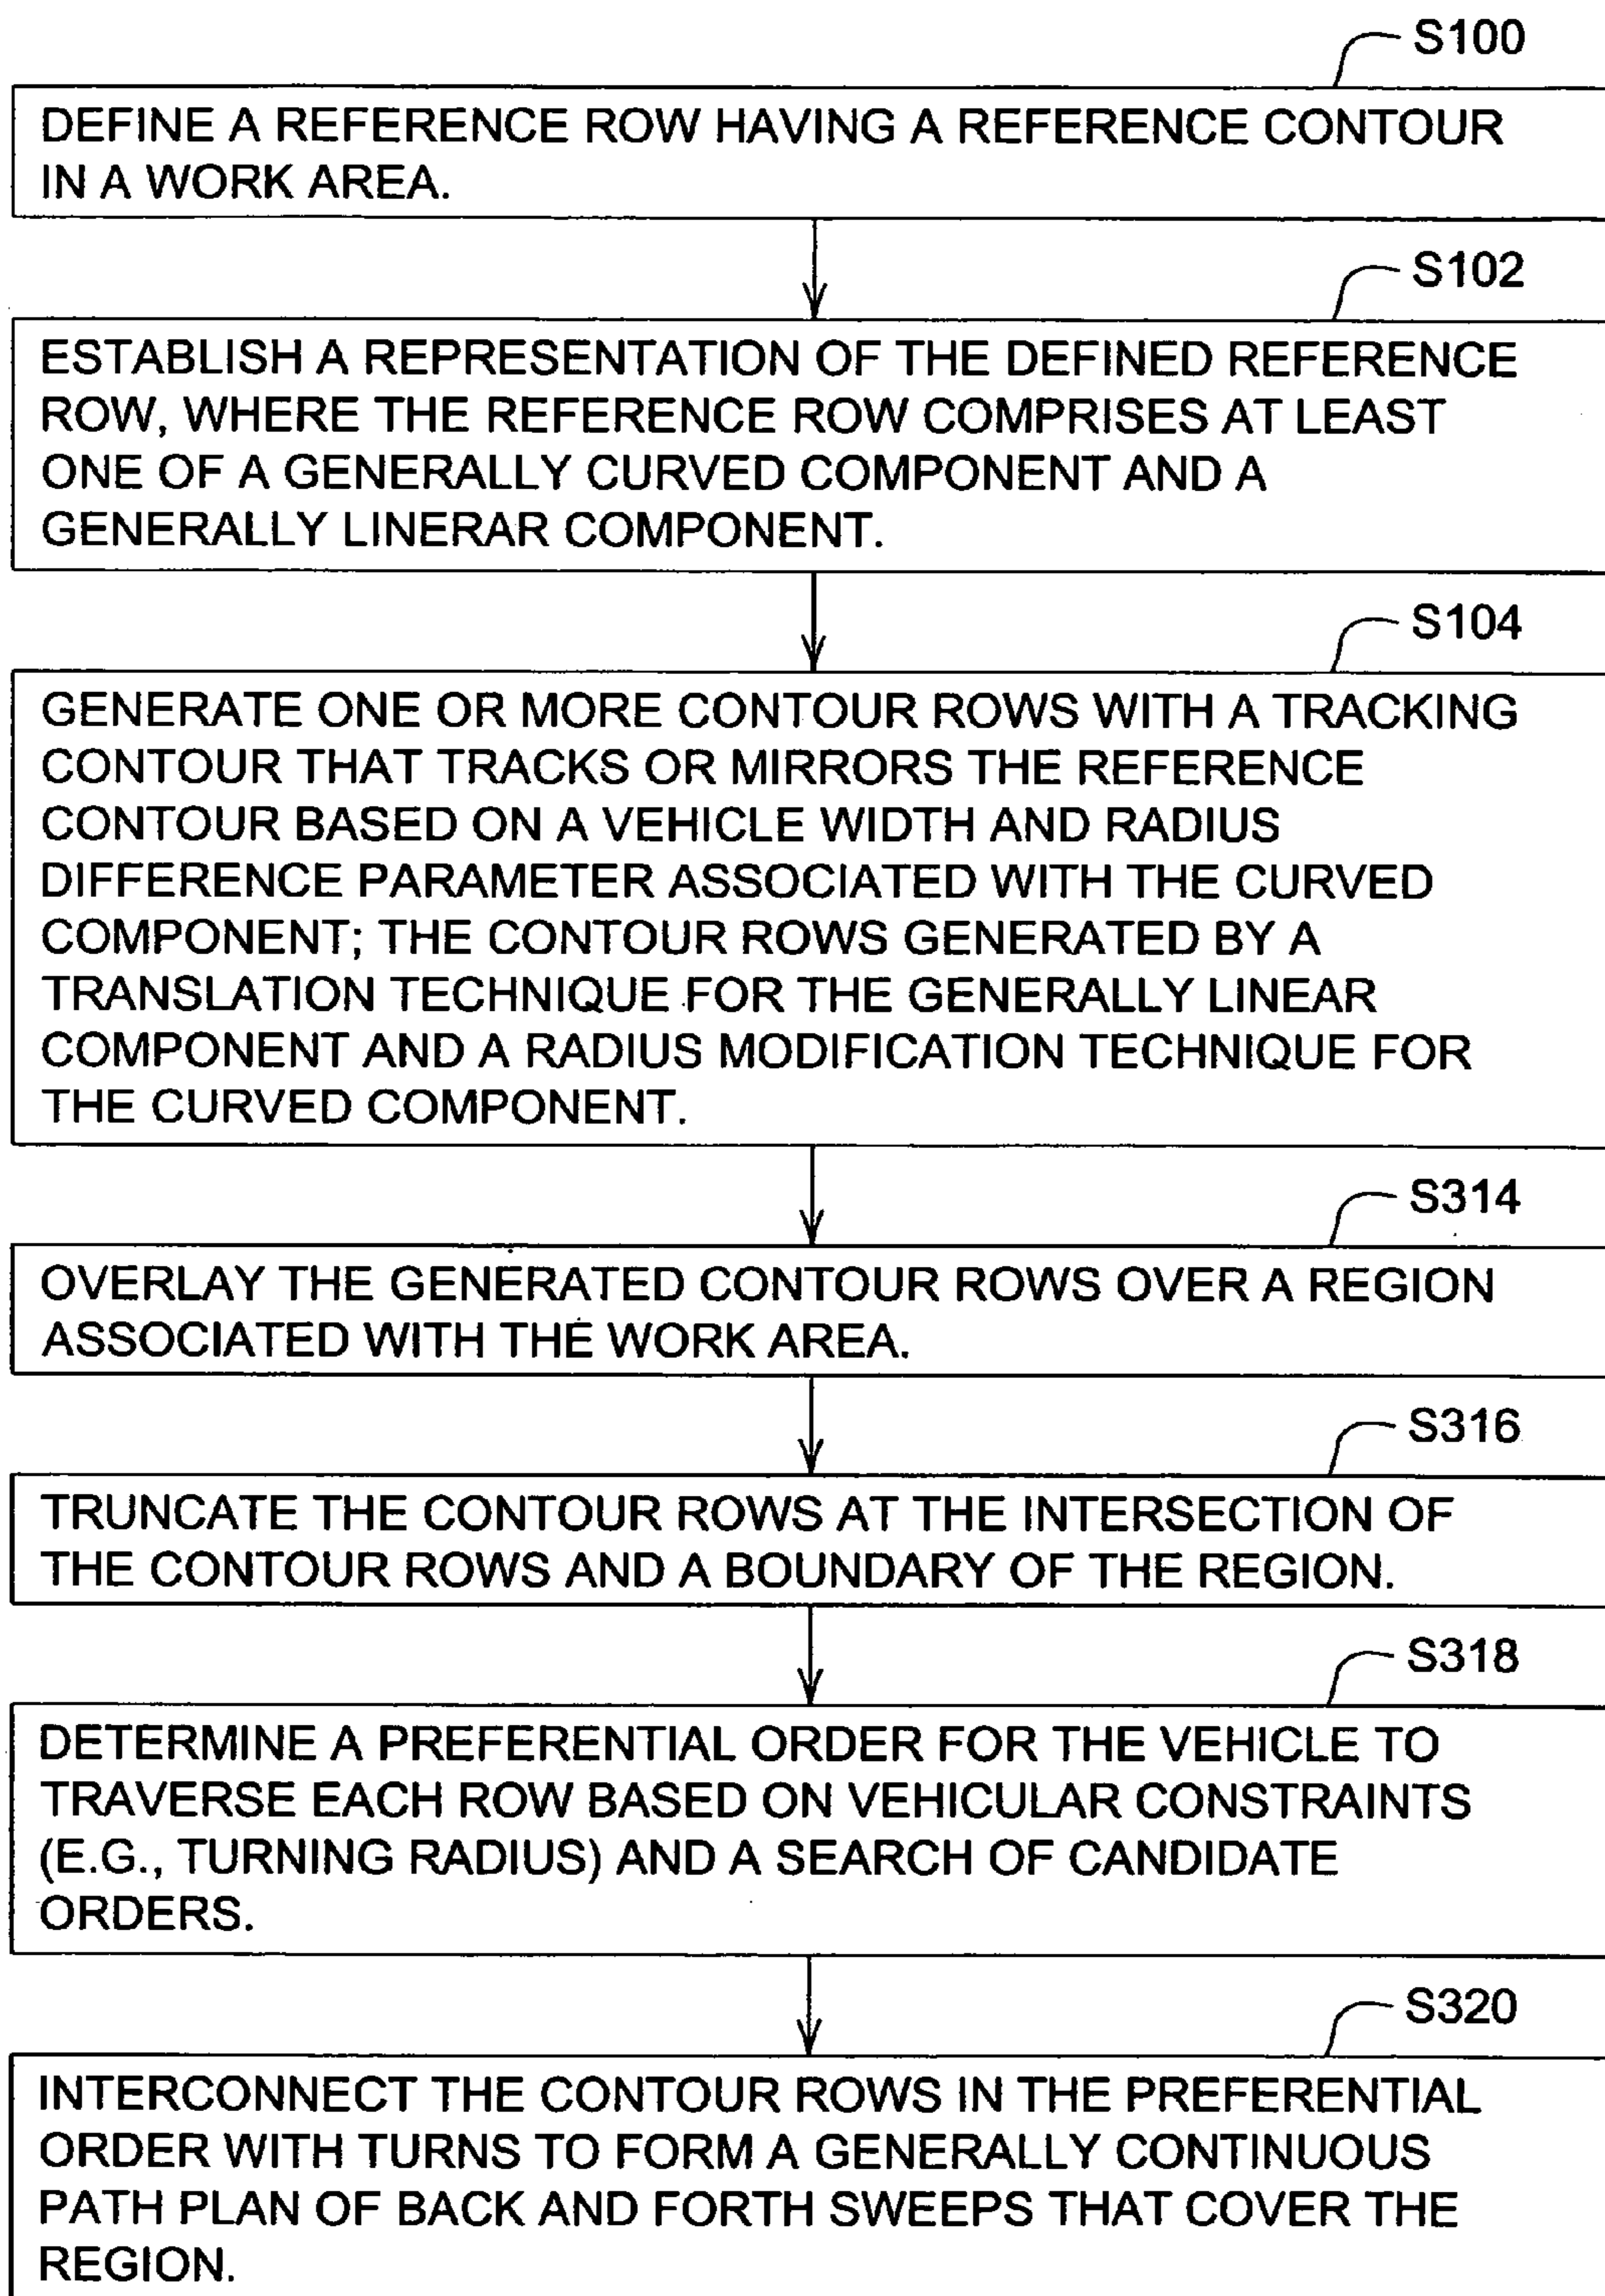 S100
DEFINE A REFERENCE ROW HAVING A REFERENCE CONTOUR
IN A WORK AREA.
S102
ESTABLISH A REPRESENTATION OF THE DEFINED REFERENCE
ROW, WHERE THE REFERENCE ROW COMPRISES AT LEAST
ONE OF A GENERALLY CURVED COMPONENT AND A
GENERALLY LINERAR COMPONENT.
S104
GENERATE ONE OR MORE CONTOUR ROWS WITH A TRACKING
CONTOUR THAT TRACKS OR MIRRORS THE REFERENCE
CONTOUR BASED ON A VEHICLE WIDTH AND RADIUS
DIFFERENCE PARAMETER ASSOCIATED WITH THE CURVED
COMPONENT; THE CONTOUR ROWS GENERATED BY A
TRANSLATION TECHNIQUE FOR THE GENERALLY LINEAR
COMPONENT AND A RADIUS MODIFICATION TECHNIQUE FOR
THE CURVED COMPONENT.
S314
OVERLAY THE GENERATED CONTOUR ROWS OVER A REGION
ASSOCIATED WITH THE WORK AREA.
S316
TRUNCATE THE CONTOUR ROWS AT THE INTERSECTION OF
THE CONTOUR ROWS AND A BOUNDARY OF THE REGION.
S318
DETERMINE A PREFERENTIAL ORDER FOR THE VEHICLE TO
TRAVERSE EACH ROW BASED ON VEHICULAR CONSTRAINTS
(E.G., TURNING RADIUS) AND A SEARCH OF CANDIDATE
ORDERS.
S320
INTERCONNECT THE CONTOUR ROWS IN THE PREFERENTIAL
ORDER WITH TURNS TO FORM A GENERALLY CONTINUOUS
PATH PLAN OF BACK AND FORTH SWEEPS THAT COVER THE
REGION.